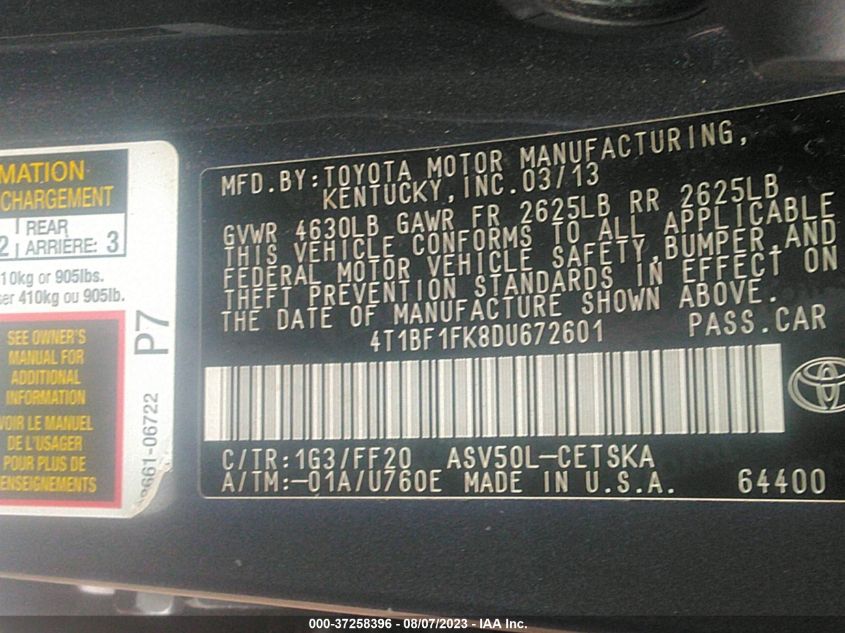 MATION
CHARGEMENT
2 REAR
ARRIÈRE: 3
10kg or 905lbs.
ser 410kg ou 905lb.
SEE OWNER'S
MANUAL FOR
ADDITIONAL
INFORMATION
VOIR LE MANUEL
DE L'USAGER
POUR PLUS DE
RENSEIGNEMENTS
P7
661-06722
MFD.BY:TOYOTA MOTOR MANUFACTURING,
KENTUCKY,INC.03/13
GVWR 4630LB GAWR FR 2625LB RR 2625LB
THIS VEHICLE CONFORMS TO ALL APPLICABLE
FEDERAL MOTOR VEHICLE SAFETY,BUMPER,AND
THEFT PREVENTION STANDARDS IN EFFECT ON
THE DATE OF MANUFACTURE SHOWN ABOVE.
4T1BF1FK8DU672601 PASS.CAR
C/TR:1G3/FF20 ASV50L-CETSKA
A/TM:-01A/U760E MADE IN U.S.A. 64400
000-37258396 - 08/07/2023 - IAA Inc.